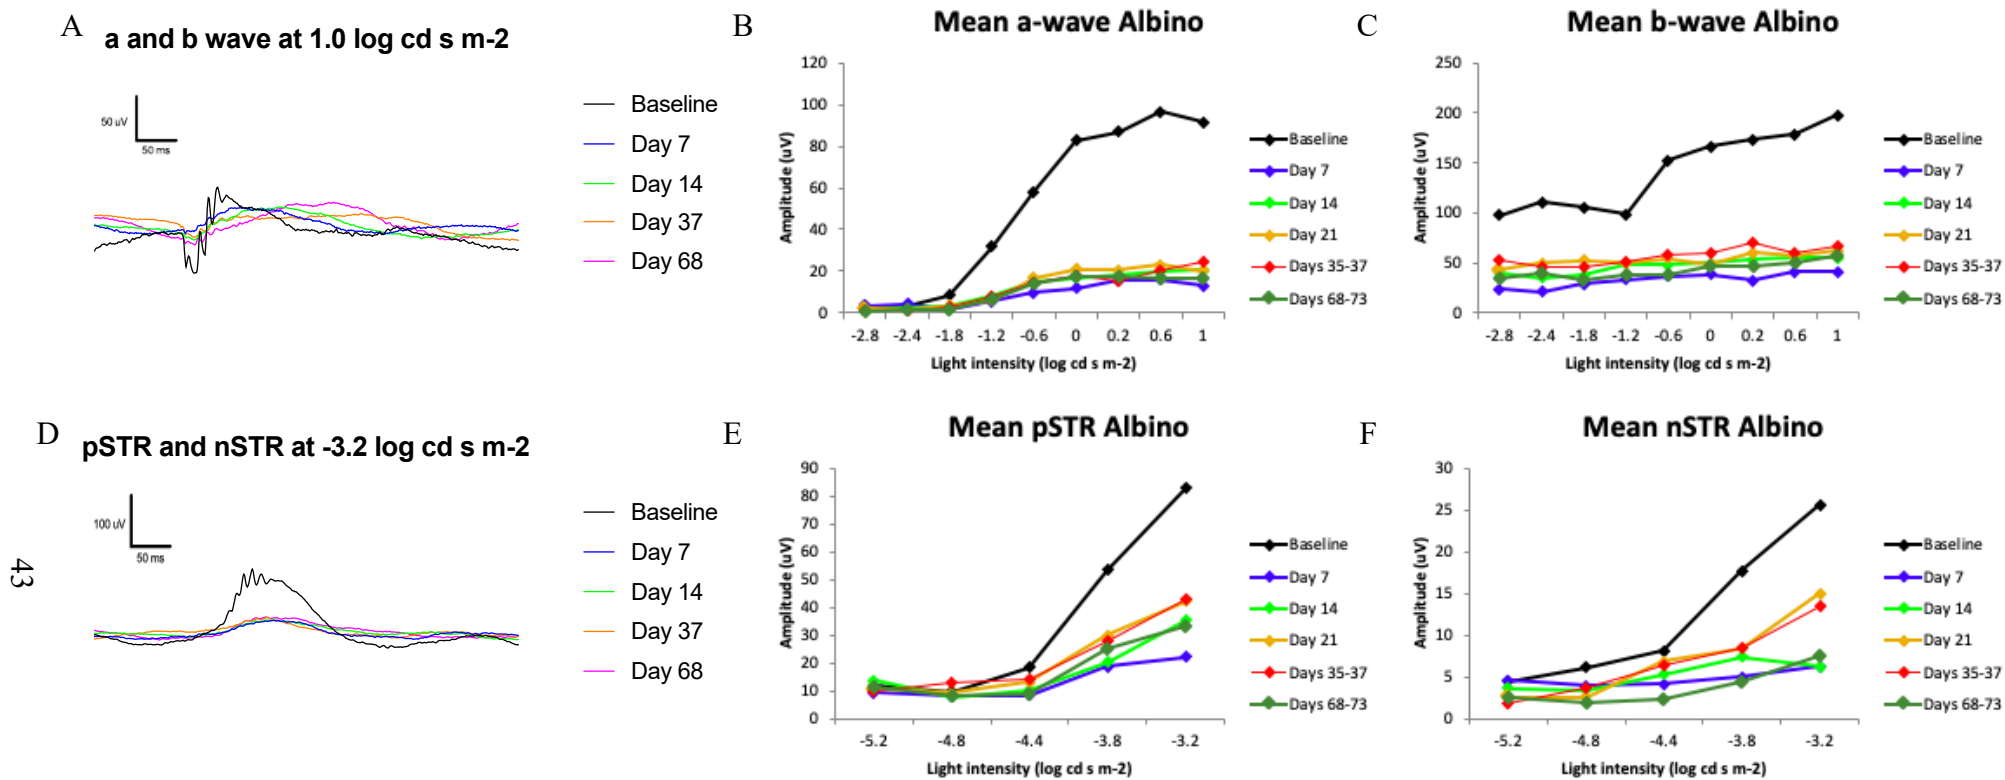 A
a and b wave at 1.0 log cd s m-2
50 uV
50 ms
Baseline
Day 7
Day 14
Day 37
Day 68
B
Mean a-wave Albino
Amplitude (uV)
120
100
80
60
40
20
0
-2.8 -2.4 -1.8 -1.2 -0.6 0 0.2 0.6 1
Light intensity (log cd s m-2)
Baseline
Day 7
Day 14
Day 21
Days 35-37
Days 68-73
C
Mean b-wave Albino
Amplitude (uV)
250
200
150
100
50
0
-2.8 -2.4 -1.8 -1.2 -0.6 0 0.2 0.6 1
Light intensity (log cd s m-2)
Baseline
Day 7
Day 14
Day 21
Days 35-37
Days 68-73
D
pSTR and nSTR at -3.2 log cd s m-2
100 uV
50 ms
Baseline
Day 7
Day 14
Day 37
Day 68
43
E
Mean pSTR Albino
Amplitude (uV)
90
80
70
60
50
40
30
20
10
0
-5.2 -4.8 -4.4 -3.8 -3.2
Light intensity (log cd s m-2)
Baseline
Day 7
Day 14
Day 21
Days 35-37
Days 68-73
F
Mean nSTR Albino
Amplitude (uV)
30
25
20
15
10
5
0
-5.2 -4.8 -4.4 -3.8 -3.2
Light intensity (log cd s m-2)
Baseline
Day 7
Day 14
Day 21
Days 35-37
Days 68-73